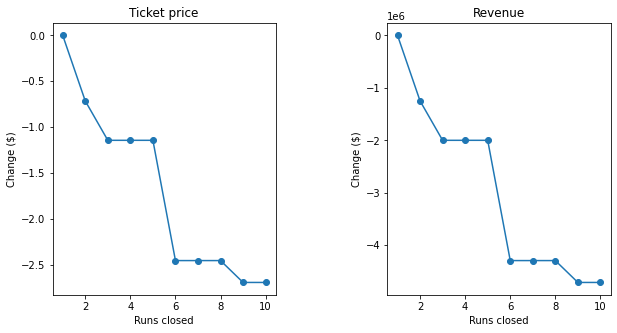 Ticket price
Change ($)
0.0
−0.5
−1.0
−1.5
−2.0
−2.5
2 4 6 8 10
Runs closed
Revenue
1e6
Change ($)
0
−1
−2
−3
−4
2 4 6 8 10
Runs closed